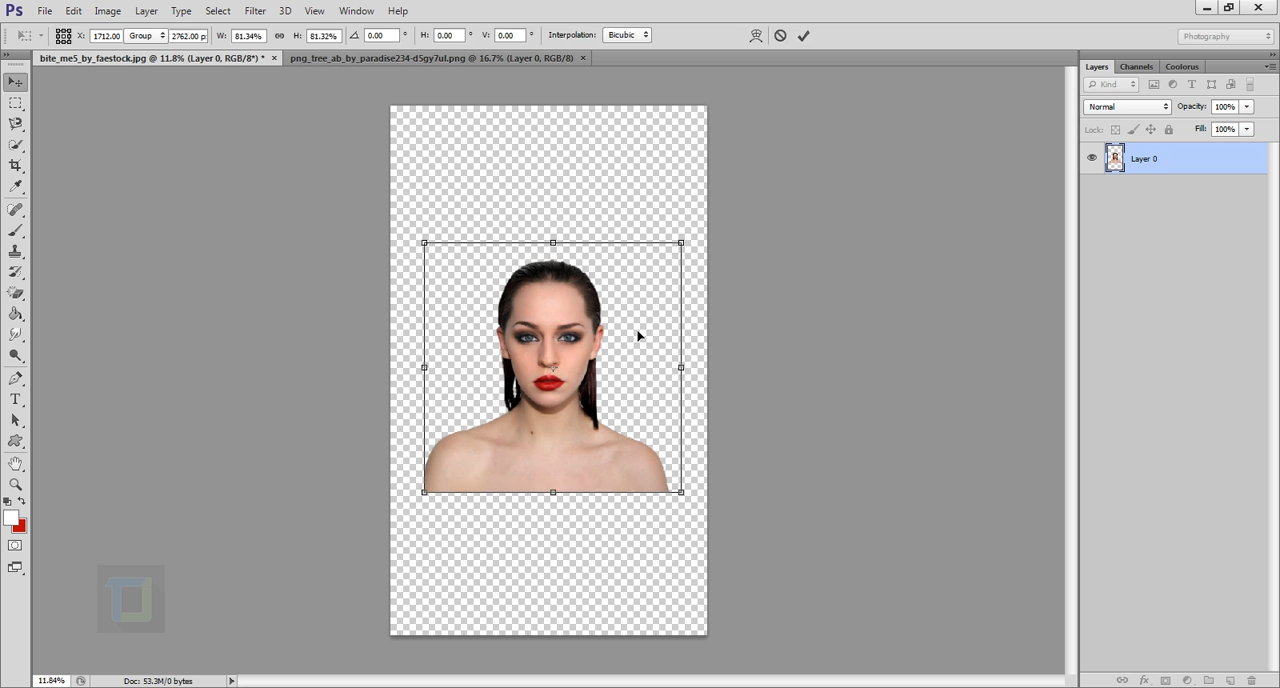 Ps File Edit Image Layer Type Select Filter 3D View Window Help
X: 1712.00 Group 2762.00 p W: 81.34% H: 81.32% 0.00 ° H: 0.00 ° V: 0.00 ° Interpolation: Bicubic Photography
bite_me5_by_faestock.jpg @ 11.8% (Layer 0, RGB/8*) * × png_tree_ab_by_paradise234-d5gy7ul.png @ 16.7% (Layer 0, RGB/8) ×
Layers Channels Coolorus
Kind
Normal Opacity: 100%
Lock: Fill: 100%
Layer 0
11.84% Doc: 53.3M/0 bytes